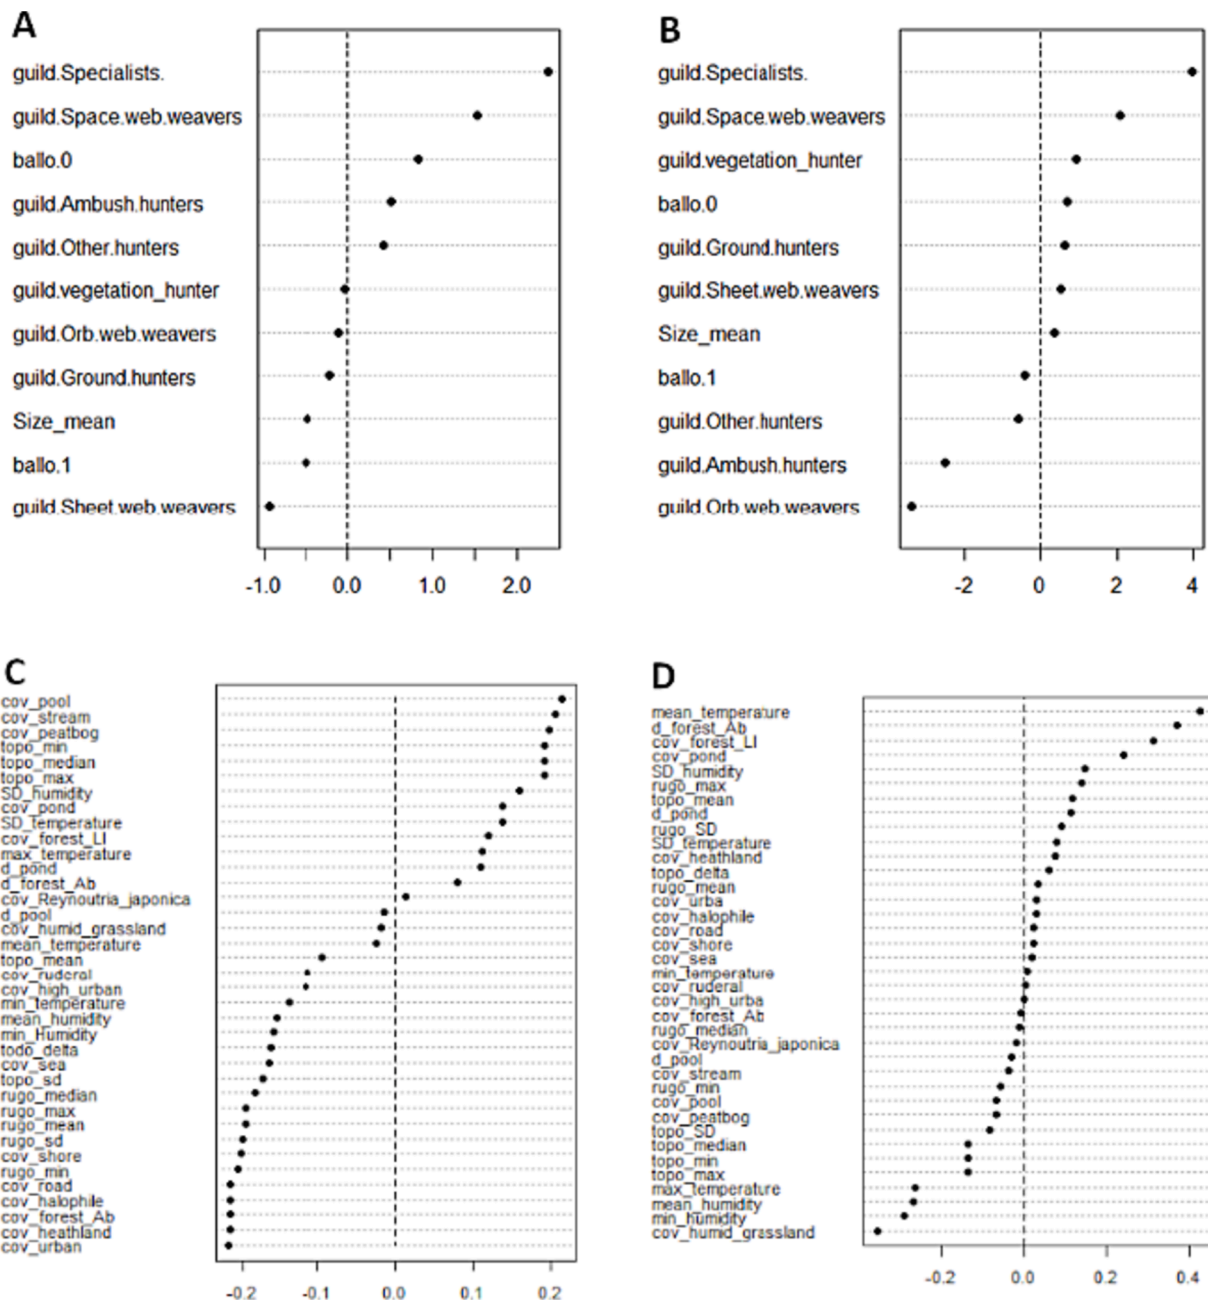 A
guild.Specialists.
guild.Space.web.weavers
ballo.0
guild.Ambush.hunters
guild.Other.hunters
guild.vegetation_hunter
guild.Orb.web.weavers
guild.Ground.hunters
Size_mean
ballo.1
guild.Sheet.web.weavers
-1.0 0.0 1.0 2.0
B
guild.Specialists.
guild.Space.web.weavers
guild.vegetation_hunter
ballo.0
guild.Ground.hunters
guild.Sheet.web.weavers
Size_mean
ballo.1
guild.Other.hunters
guild.Ambush.hunters
guild.Orb.web.weavers
-2 0 2 4
C
cov_pool
cov_stream
cov_peatbog
topo_min
topo_median
topo_max
SD_humidity
cov_pond
SD_temperature
cov_forest_LI
max_temperature
d_pond
d_forest_Ab
cov_Reynoutria_japonica
d_pool
cov_humid_grassland
mean_temperature
topo_mean
cov_ruderal
cov_high_urban
min_temperature
mean_humidity
min_Humidity
todo_delta
cov_sea
topo_sd
rugo_median
rugo_max
rugo_mean
rugo_sd
cov_shore
rugo_min
cov_road
cov_halophile
cov_forest_Ab
cov_heathland
cov_urban
-0.2 -0.1 0.0 0.1 0.2
D
mean_temperature
d_forest_Ab
cov_forest_LI
cov_pond
SD_humidity
rugo_max
topo_mean
d_pond
rugo_SD
SD_temperature
cov_heathland
topo_delta
rugo_mean
cov_urba
cov_halophile
cov_road
cov_shore
cov_sea
min_temperature
cov_ruderal
cov_high_urba
cov_forest_Ab
rugo_median
cov_Reynoutria_japonica
d_pool
cov_stream
rugo_min
cov_pool
cov_peatbog
topo_SD
topo_median
topo_min
topo_max
max_temperature
mean_humidity
min_humidity
cov_humid_grassland
-0.2 0.0 0.2 0.4